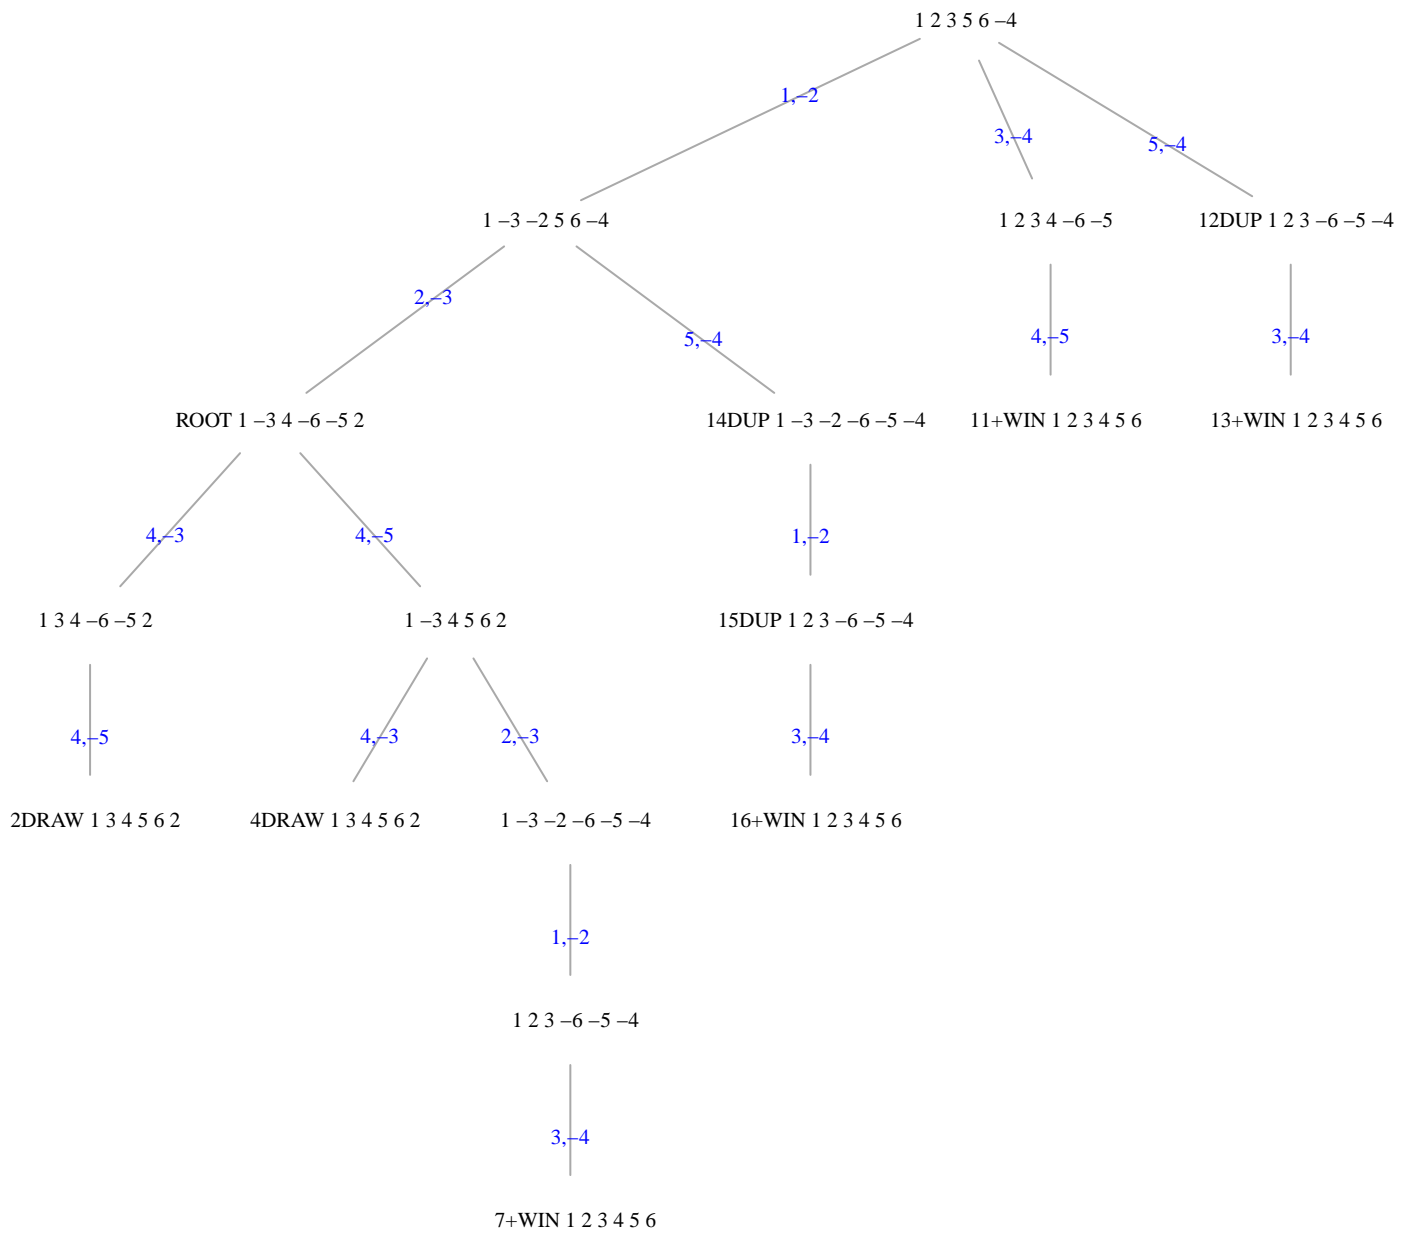 1 2 3 5 6 –4
1,–2
3,–4
5,–4
1 –3 –2 5 6 –4
1 2 3 4 –6 –5
12DUP 1 2 3 –6 –5 –4
2,–3
5,–4
4,–5
3,–4
ROOT 1 –3 4 –6 –5 2
14DUP 1 –3 –2 –6 –5 –4
11+WIN 1 2 3 4 5 6
13+WIN 1 2 3 4 5 6
4,–3
4,–5
1,–2
1 3 4 –6 –5 2
1 –3 4 5 6 2
15DUP 1 2 3 –6 –5 –4
4,–5
4,–3
2,–3
3,–4
2DRAW 1 3 4 5 6 2
4DRAW 1 3 4 5 6 2
1 –3 –2 –6 –5 –4
16+WIN 1 2 3 4 5 6
1,–2
1 2 3 –6 –5 –4
3,–4
7+WIN 1 2 3 4 5 6